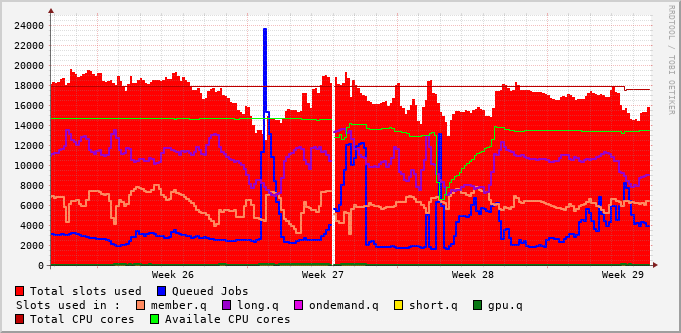 24000
22000
20000
18000
16000
14000
12000
10000
8000
6000
4000
2000
0
Week 26 Week 27 Week 28 Week 29
RRDTOOL / TOBI OETIKER
Total slots used Queued Jobs
Slots used in : member.q long.q ondemand.q short.q gpu.q
Total CPU cores Availale CPU cores